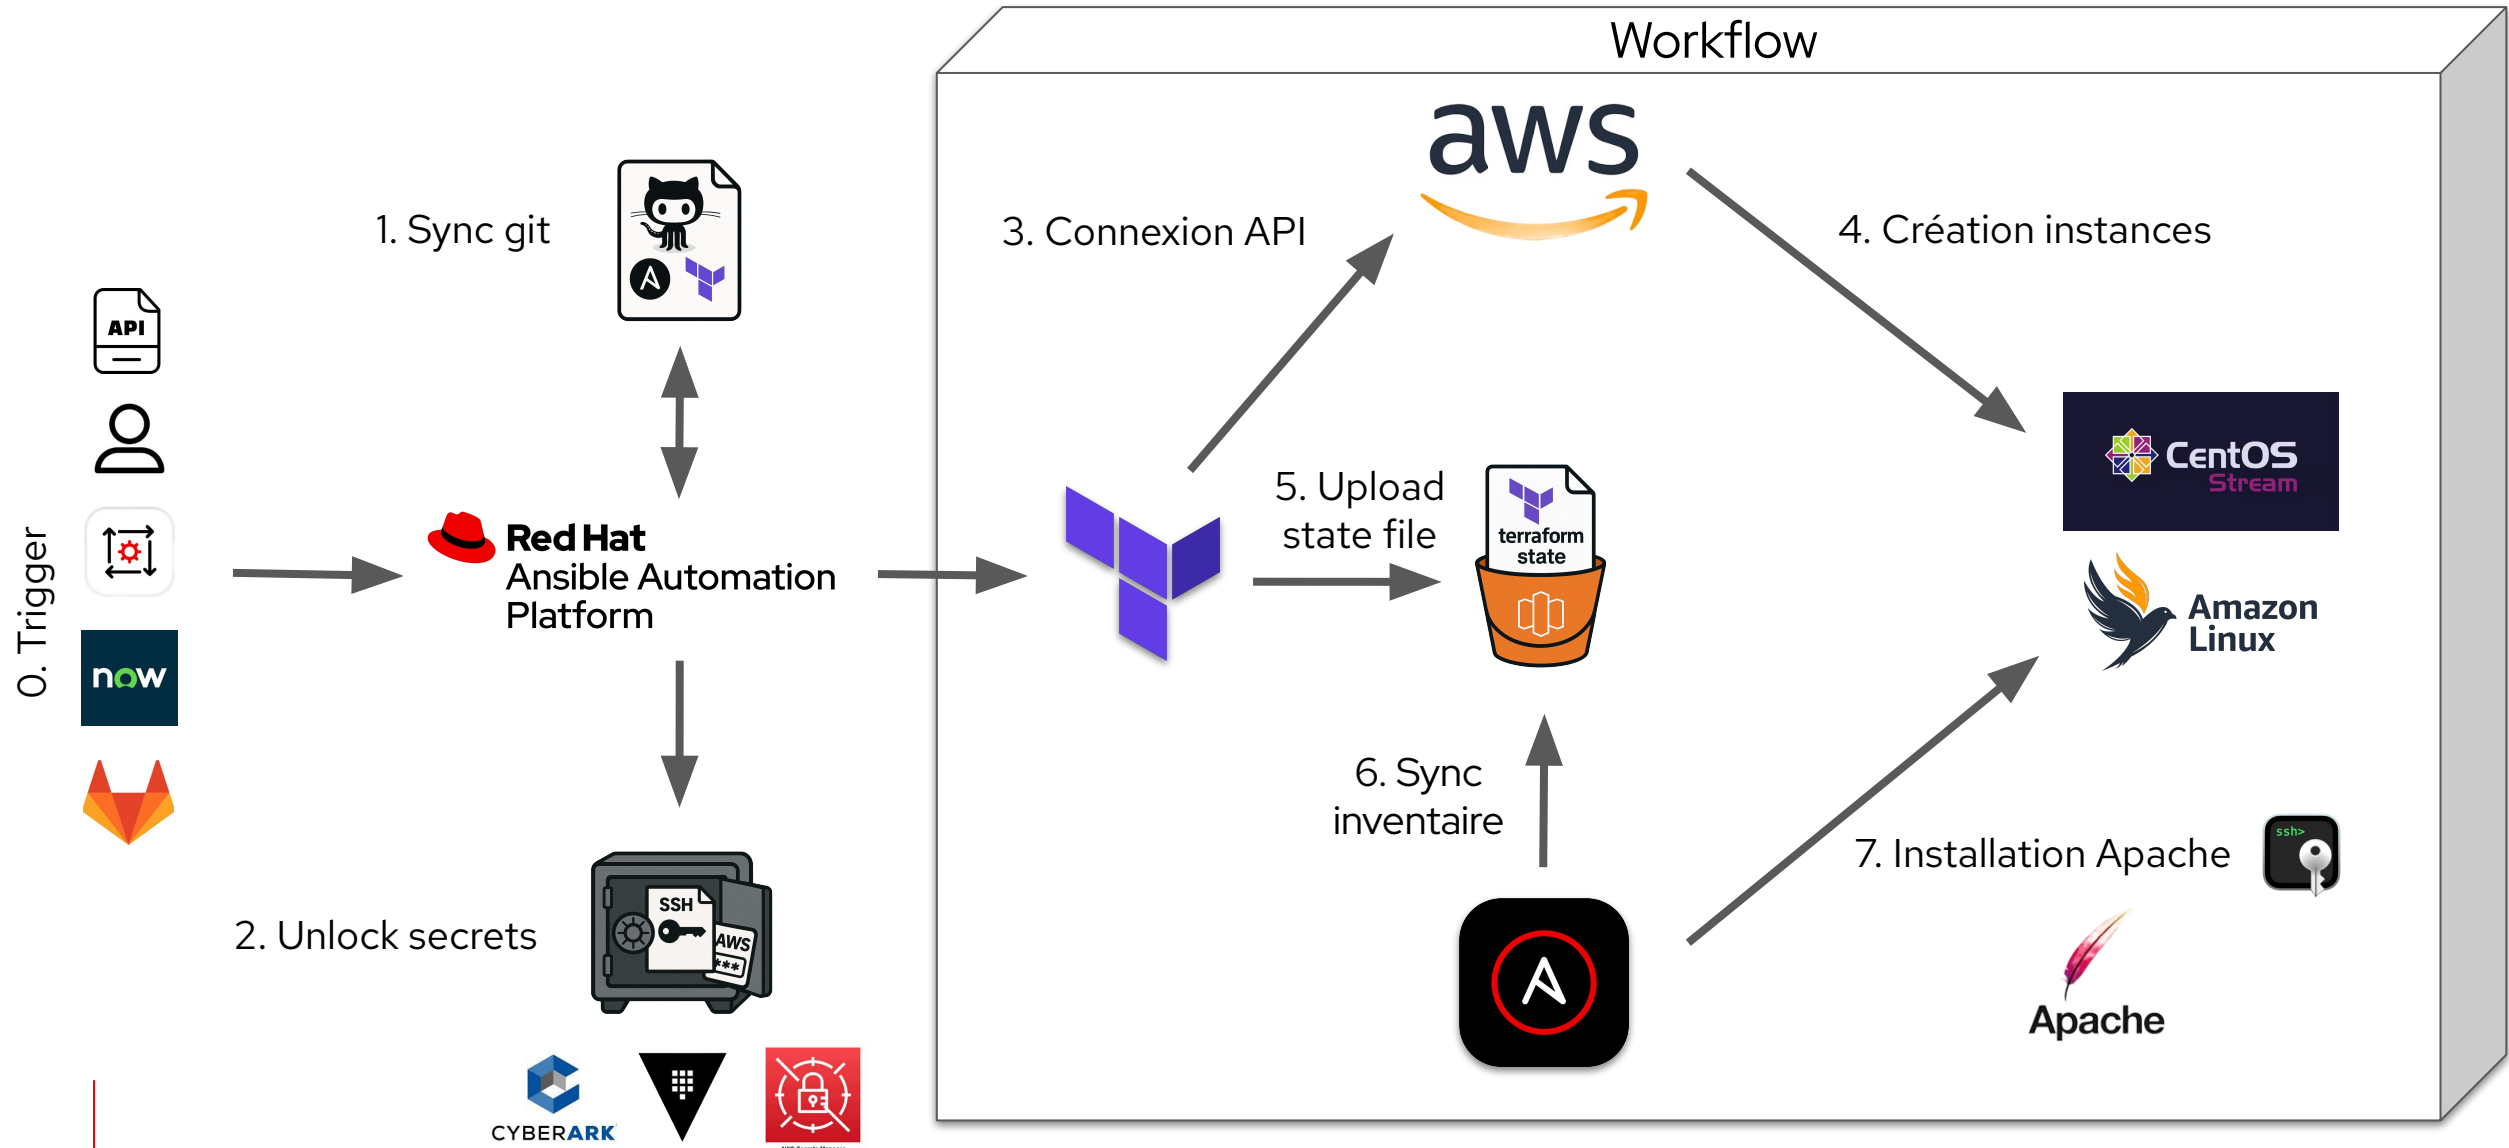 Workflow
aws
1. Sync git
3. Connexion API
4. Création instances
API
CentOS
Stream
5. Upload
state file
terraform
state
0. Trigger
Red Hat
Ansible Automation
Platform
Amazon
Linux
now
6. Sync
inventaire
7. Installation Apache
ssh>
2. Unlock secrets
SSH
AWS
***
Apache
CYBERARK